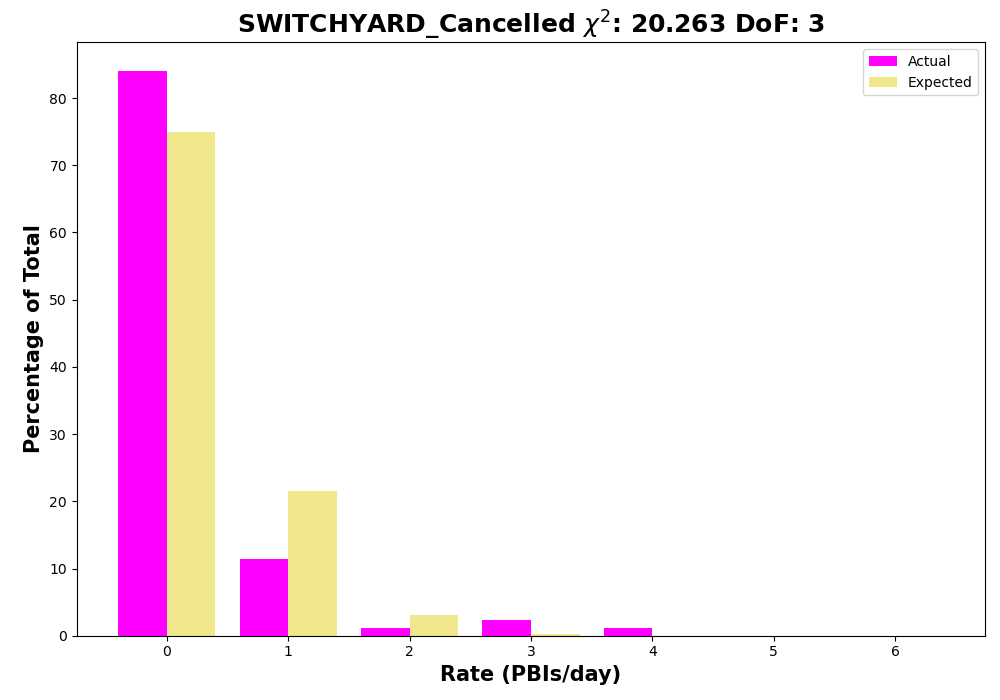 SWITCHYARD_Cancelled χ²: 20.263 DoF: 3
Actual
Expected
80
70
60
50
40
30
20
10
0
Percentage of Total
0 1 2 3 4 5 6
Rate (PBIs/day)